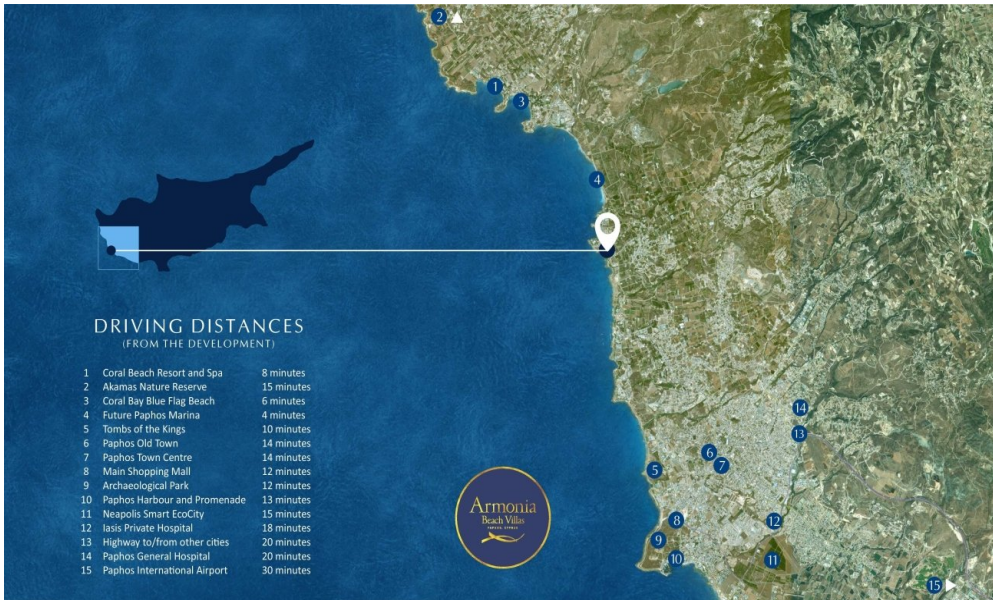 2
1
3
4
DRIVING DISTANCES
(FROM THE DEVELOPMENT)
1 Coral Beach Resort and Spa 8 minutes
2 Akamas Nature Reserve 15 minutes
3 Coral Bay Blue Flag Beach 6 minutes
4 Future Paphos Marina 4 minutes
5 Tombs of the Kings 10 minutes
6 Paphos Old Town 14 minutes
7 Paphos Town Centre 14 minutes
8 Main Shopping Mall 12 minutes
9 Archaeological Park 12 minutes
10 Paphos Harbour and Promenade 13 minutes
11 Neapolis Smart EcoCity 15 minutes
12 Iasis Private Hospital 18 minutes
13 Highway to/from other cities 20 minutes
14 Paphos General Hospital 20 minutes
15 Paphos International Airport 30 minutes
Armonia
Beach Villas
PAPHOS CYPRUS
14
13
6
7
5
8
12
9
10
11
15